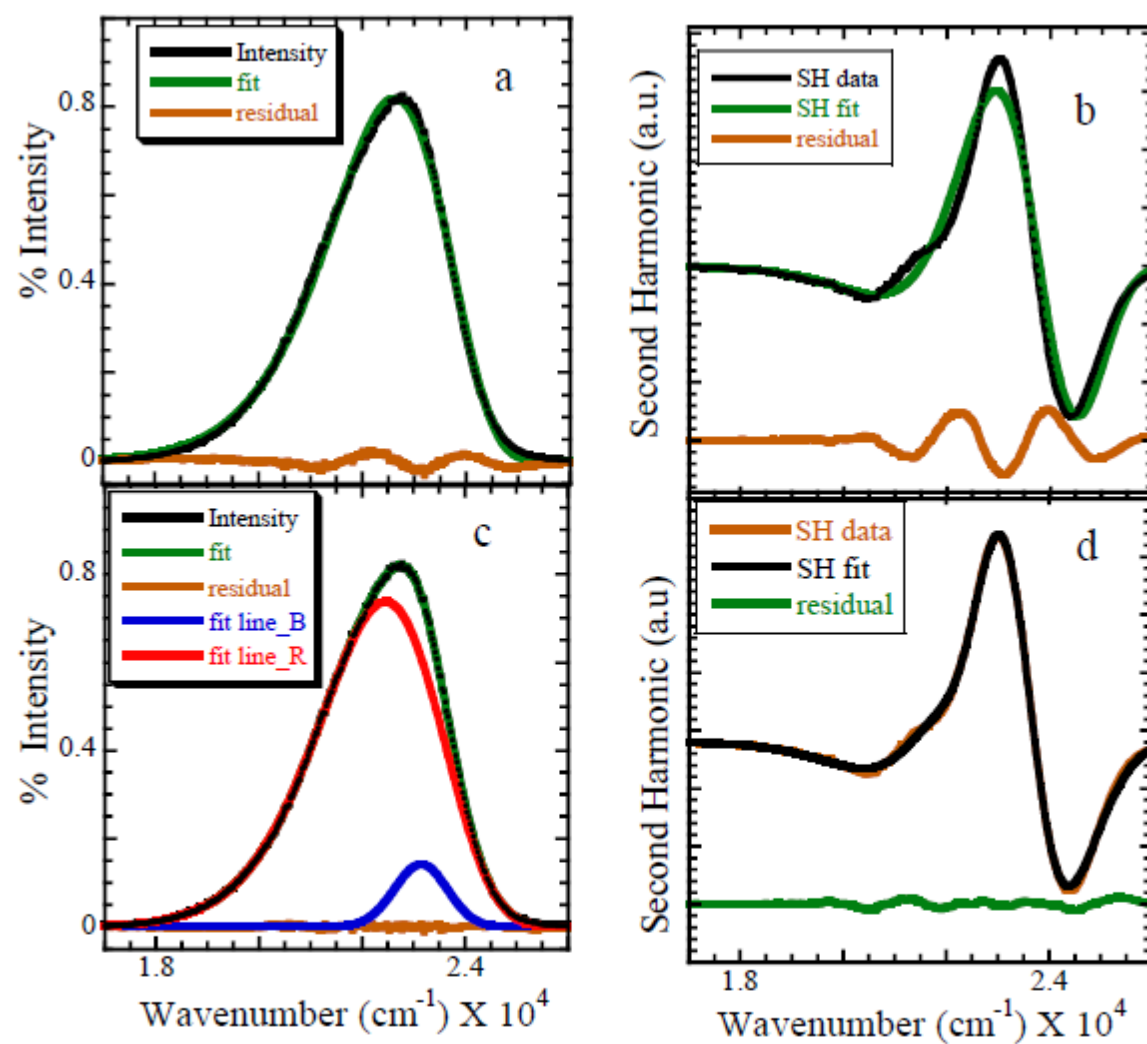 Intensity
fit
residual
a
0.8
0.4
0
% Intensity
SH data
SH fit
residual
b
Second Harmonic (a.u.)
Intensity
fit
residual
fit line_B
fit line_R
c
0.8
0.4
0
% Intensity
1.8
2.4
Wavenumber (cm⁻¹) X 10⁴
SH data
SH fit
residual
d
Second Harmonic (a.u)
1.8
2.4
Wavenumber (cm⁻¹) X 10⁴